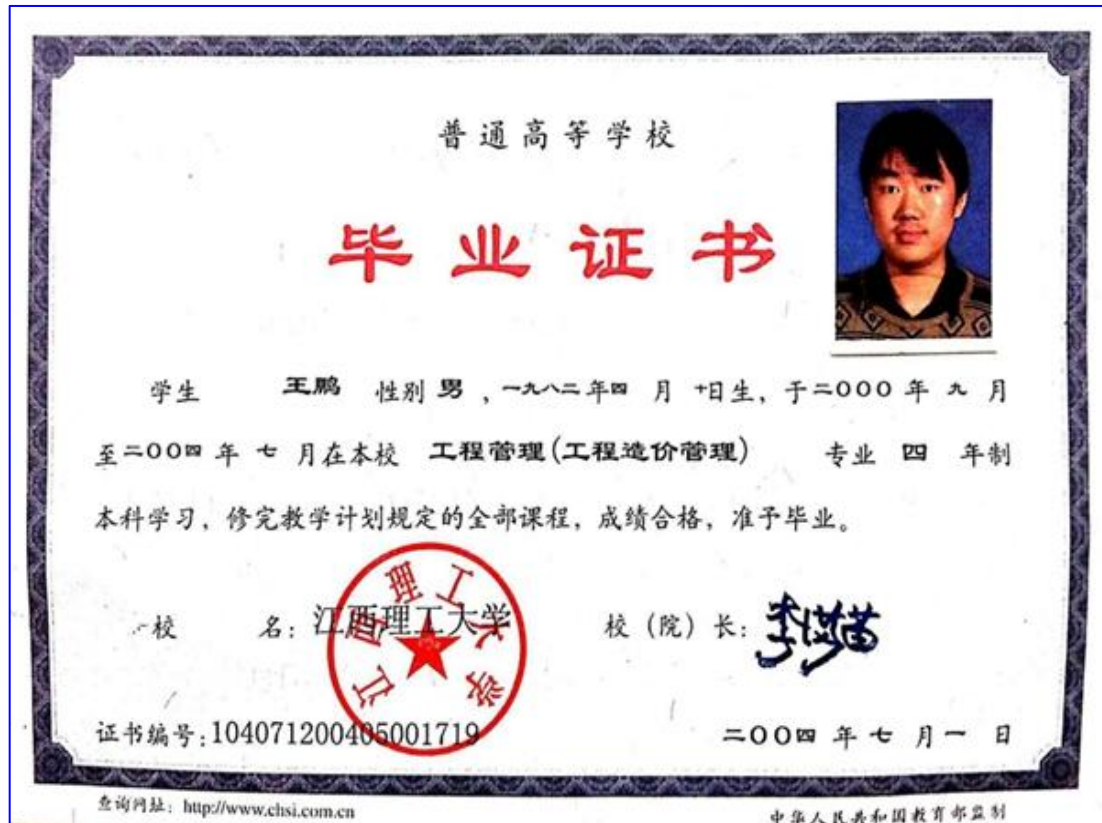 普通高等学校
毕业证书
学生 王鹏 性别 男 ，一九八二年四 月 十日生，于二000 年 九 月
至二00四 年 七 月在本校 工程管理(工程造价管理) 专业 四 年制
本科学习，修完教学计划规定的全部课程，成绩合格，准予毕业。
校 名：江西理工大学 校（院）长：
江西理工大学
证书编号：104071200405001719 二00四 年 七 月 一 日
查询网址：http://www.chsi.com.cn 中华人民共和国教育部监制